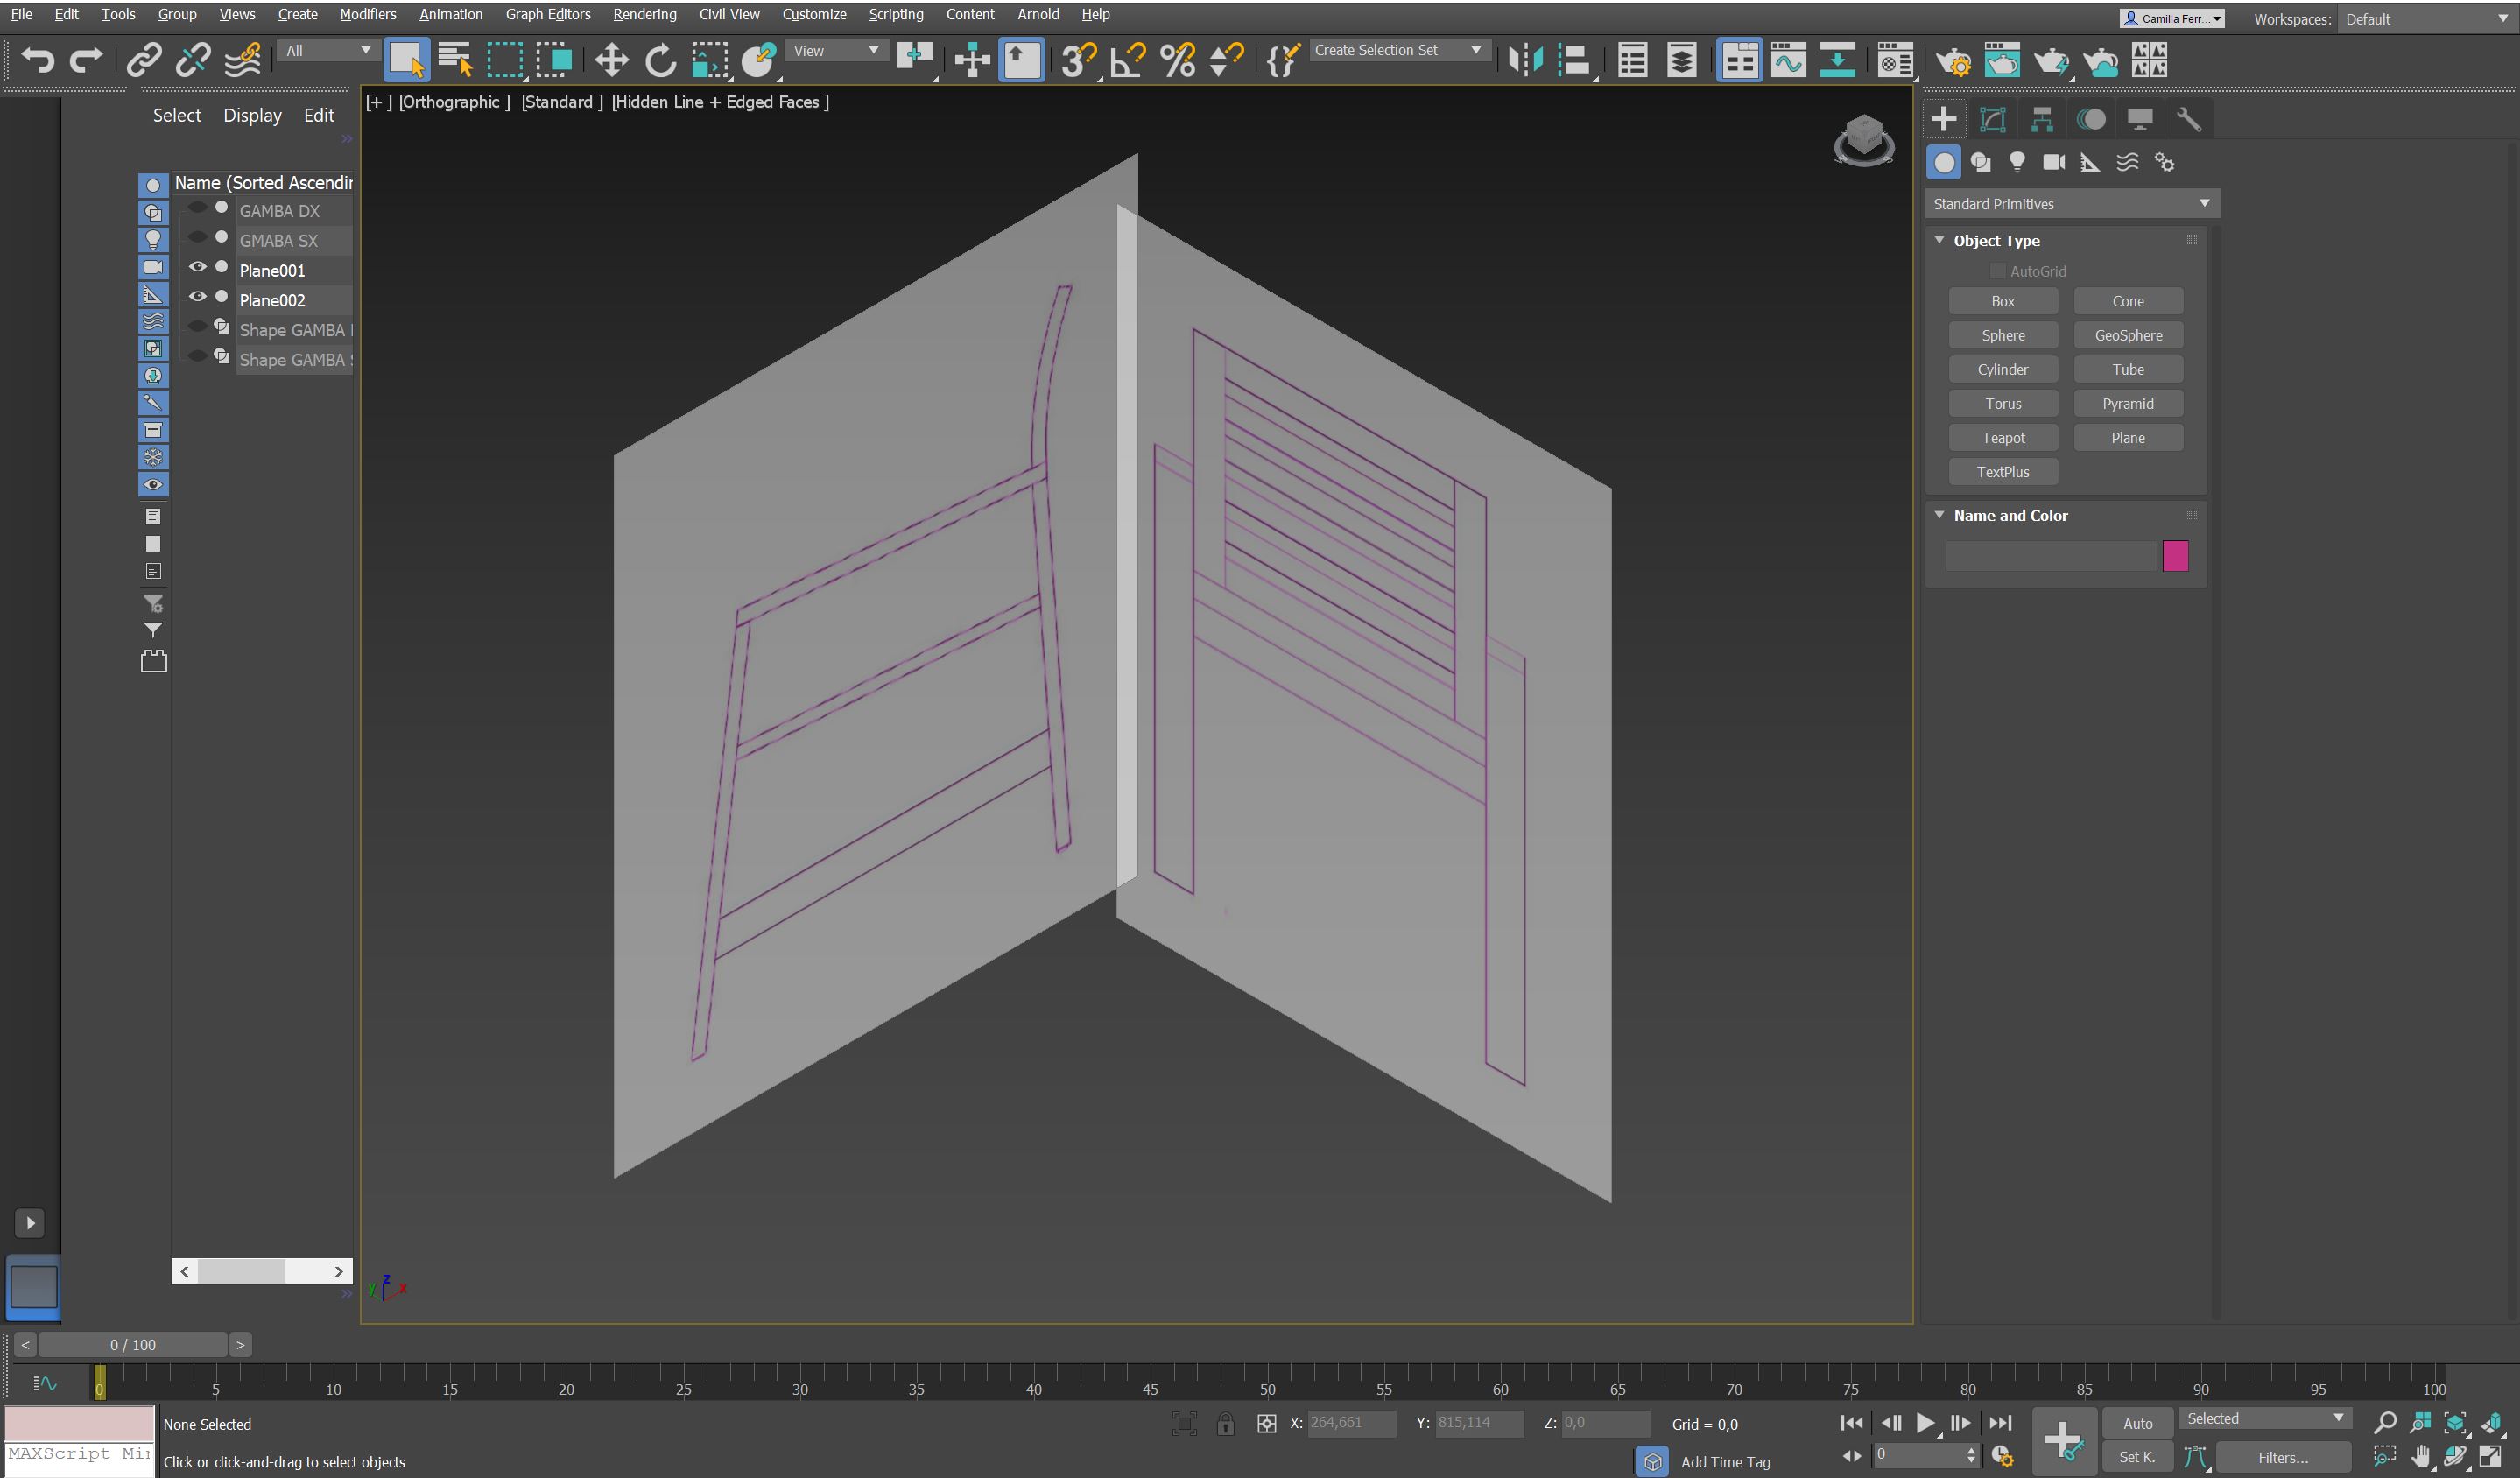 File Edit Tools Group Views Create Modifiers Animation Graph Editors Rendering Civil View Customize Scripting Content Arnold Help
Camilla Ferr... Workspaces: Default
All View Create Selection Set
[+ ] [Orthographic ] [Standard ] [Hidden Line + Edged Faces ]
Select Display Edit
Name (Sorted Ascendin
GAMBA DX
GMABA SX
Plane001
Plane002
Shape GAMBA
Shape GAMBA
Standard Primitives
Object Type
AutoGrid
Box Cone
Sphere GeoSphere
Cylinder Tube
Torus Pyramid
Teapot Plane
TextPlus
Name and Color
z
y x
< 0 / 100 >
0 5 10 15 20 25 30 35 40 45 50 55 60 65 70 75 80 85 90 95 100
None Selected X: 264,661 Y: 815,114 Z: 0,0 Grid = 0,0 Auto Selected
MAXScript Mi
Click or click-and-drag to select objects Add Time Tag 0 Set K. Filters...